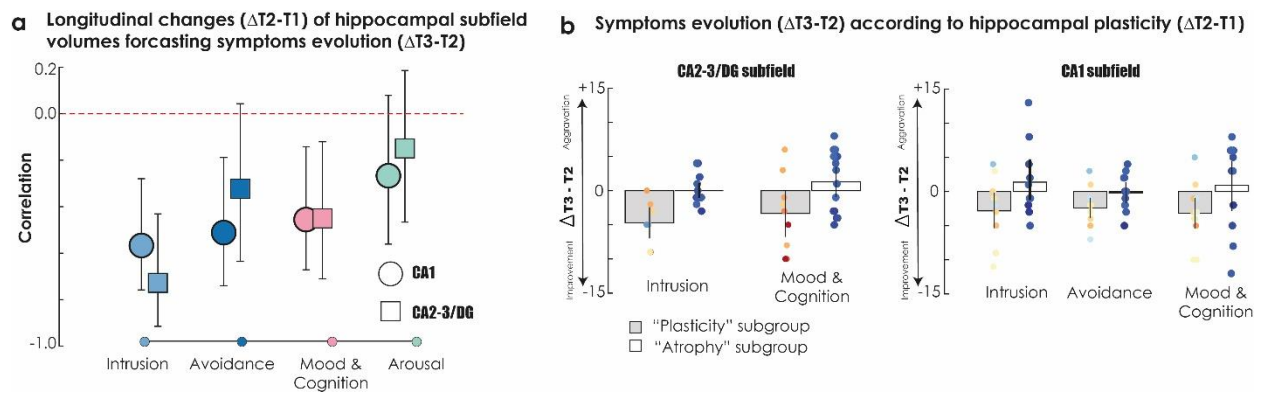 a
Longitudinal changes (ΔT2-T1) of hippocampal subfield
volumes forcasting symptoms evolution (ΔT3-T2)
0.2
0.0
-1.0
Correlation
CA1
CA2-3/DG
Intrusion
Avoidance
Mood &
Cognition
Arousal
b
Symptoms evolution (ΔT3-T2) according to hippocampal plasticity (ΔT2-T1)
CA2-3/DG subfield
+15
0
-15
Aggravation
ΔT3 - T2
Improvement
Intrusion
Mood &
Cognition
"Plasticity" subgroup
"Atrophy" subgroup
CA1 subfield
+15
0
-15
Aggravation
ΔT3 - T2
Improvement
Intrusion
Avoidance
Mood &
Cognition